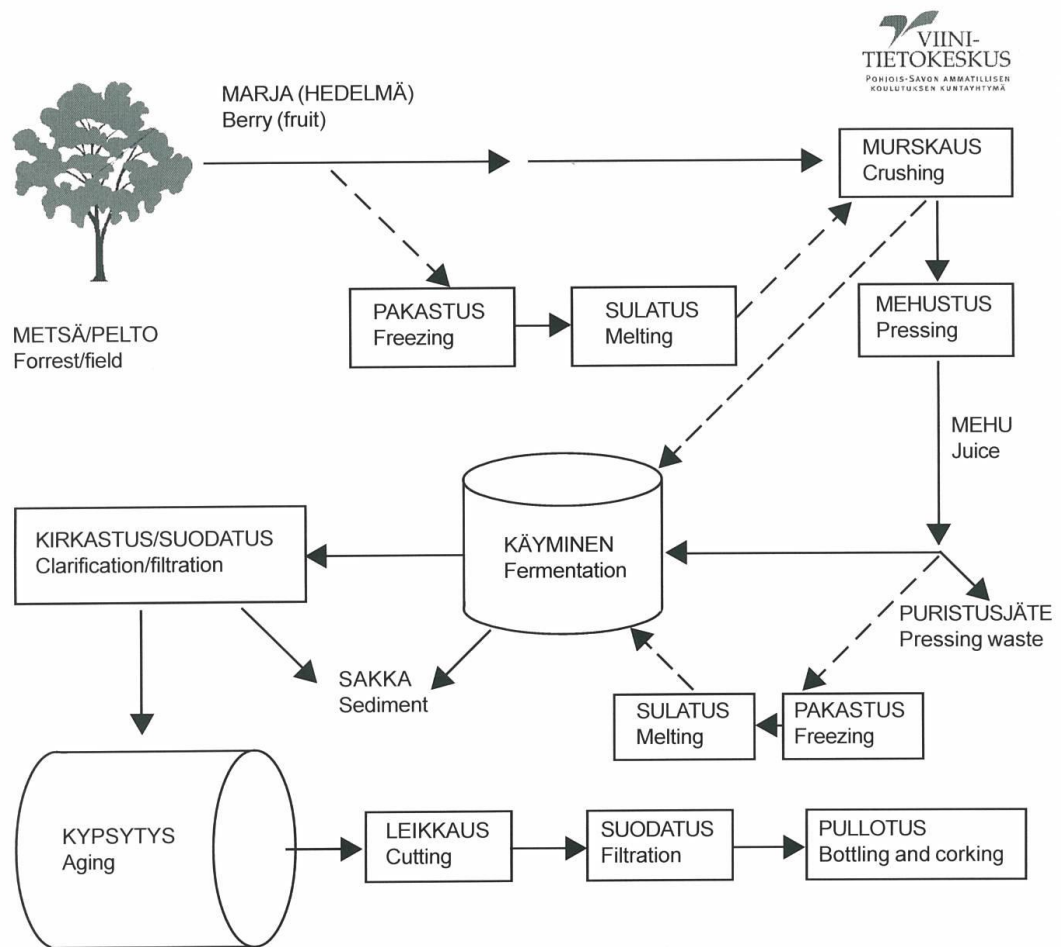 VIINI-
TIETOKESKUS
POHJOIS-SAVON AMMATILLISEN
KOULUTUKSEN KUNTAYHTYMÄ
MARJA (HEDELMÄ)
Berry (fruit)
MURSKAUS
Crushing
METSÄ/PELTO
Forrest/field
PAKASTUS
Freezing
SULATUS
Melting
MEHUSTUS
Pressing
MEHU
Juice
KIRKASTUS/SUODATUS
Clarification/filtration
KÄYMINEN
Fermentation
PURISTUSJÄTE
Pressing waste
SAKKA
Sediment
SULATUS
Melting
PAKASTUS
Freezing
KYPSYTYS
Aging
LEIKKAUS
Cutting
SUODATUS
Filtration
PULLOTUS
Bottling and corking